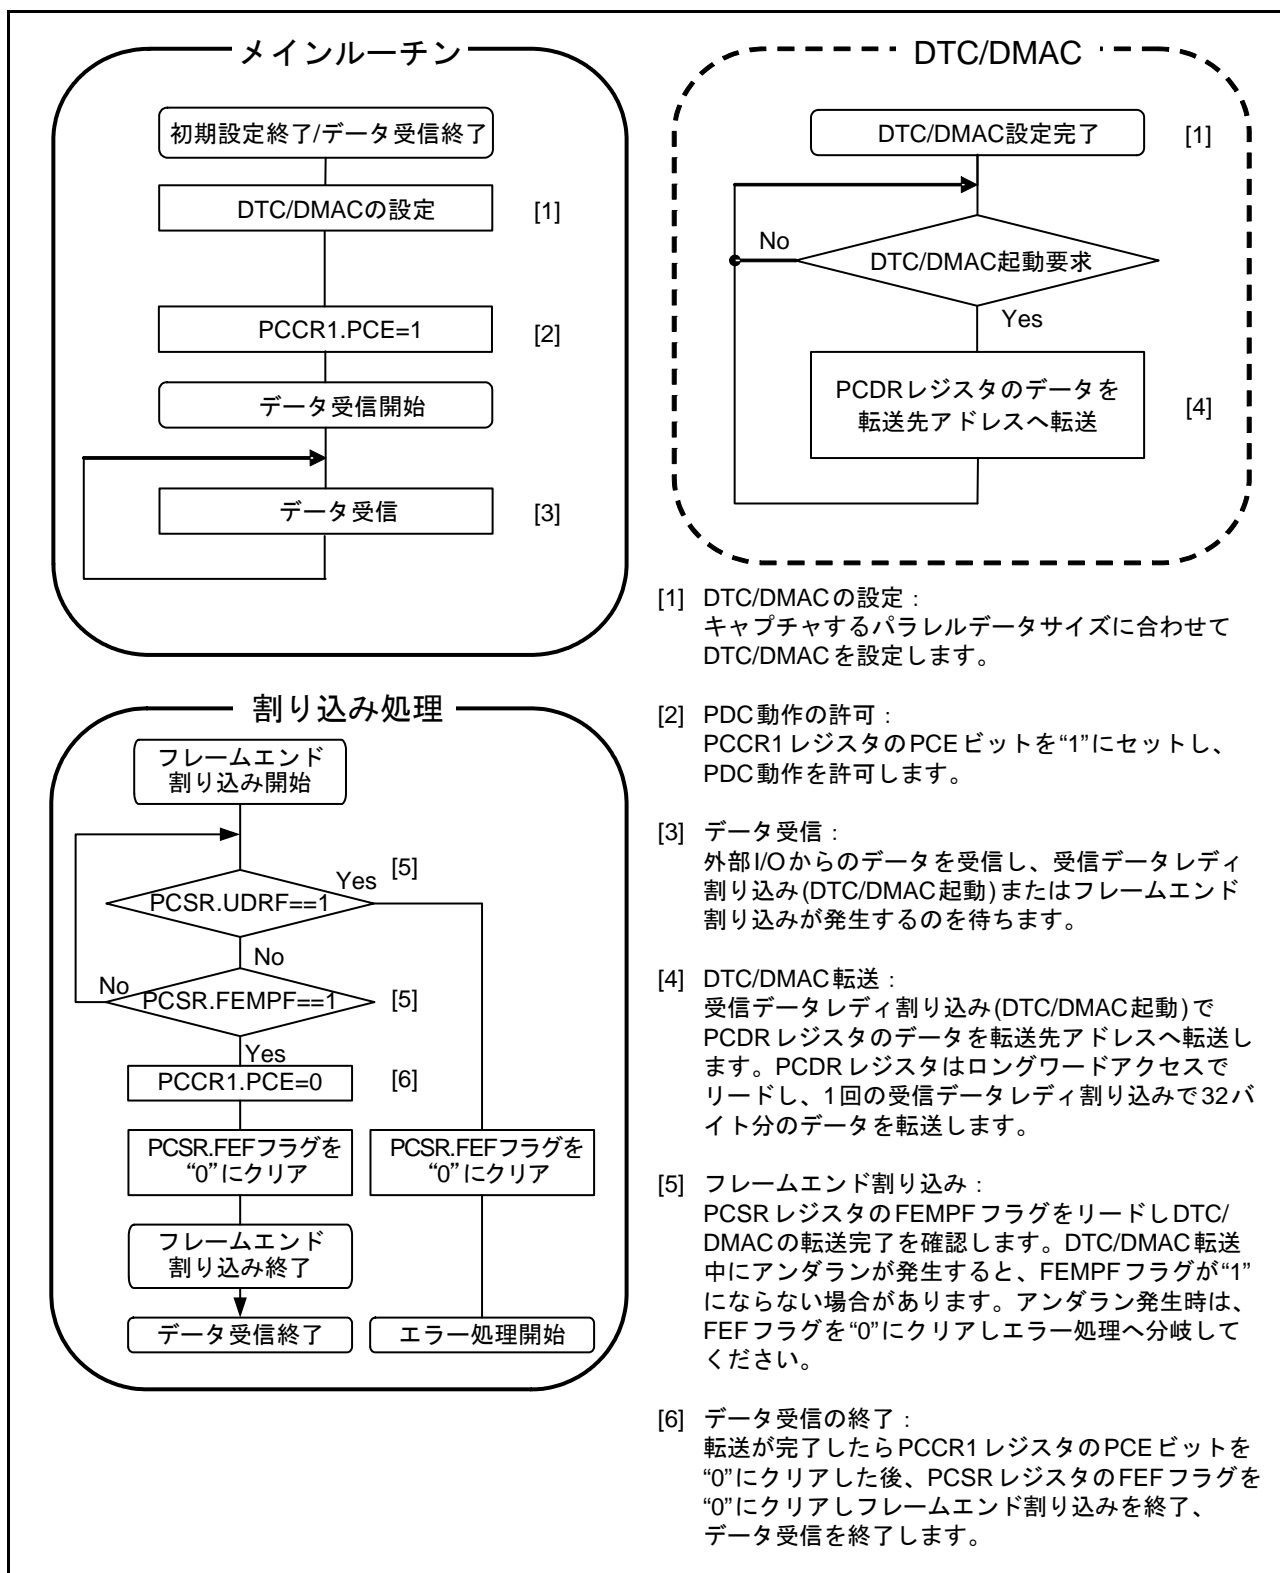 メインルーチン
初期設定終了/データ受信終了
DTC/DMACの設定
[1]
PCCR1.PCE=1
[2]
データ受信開始
データ受信
[3]
DTC/DMAC
DTC/DMAC設定完了
[1]
No
DTC/DMAC起動要求
Yes
PCDRレジスタのデータを
転送先アドレスへ転送
[4]
割り込み処理
フレームエンド
割り込み開始
[5]
Yes
PCSR.UDRF==1
No
No
PCSR.FEMPF==1
[5]
Yes
PCCR1.PCE=0
[6]
PCSR.FEFフラグを
“0”にクリア
PCSR.FEFフラグを
“0”にクリア
フレームエンド
割り込み終了
データ受信終了
エラー処理開始
[1] DTC/DMACの設定：
キャプチャするパラレルデータサイズに合わせて
DTC/DMACを設定します。
[2] PDC動作の許可：
PCCR1レジスタのPCEビットを“1”にセットし、
PDC動作を許可します。
[3] データ受信：
外部I/Oからのデータを受信し、受信データレディ
割り込み(DTC/DMAC起動)またはフレームエンド
割り込みが発生するのを待ちます。
[4] DTC/DMAC転送：
受信データレディ割り込み(DTC/DMAC起動)で
PCDRレジスタのデータを転送先アドレスへ転送し
ます。PCDRレジスタはロングワードアクセスで
リードし、1回の受信データレディ割り込みで32バ
イト分のデータを転送します。
[5] フレームエンド割り込み：
PCSRレジスタのFEMPFフラグをリードしDTC/
DMACの転送完了を確認します。DTC/DMAC転送
中にアンダランが発生すると、FEMPFフラグが“1”
にならない場合があります。アンダラン発生時は、
FEFフラグを“0”にクリアしエラー処理へ分岐して
ください。
[6] データ受信の終了：
転送が完了したらPCCR1レジスタのPCEビットを
“0”にクリアした後、PCSRレジスタのFEFフラグを
“0”にクリアしフレームエンド割り込みを終了、
データ受信を終了します。